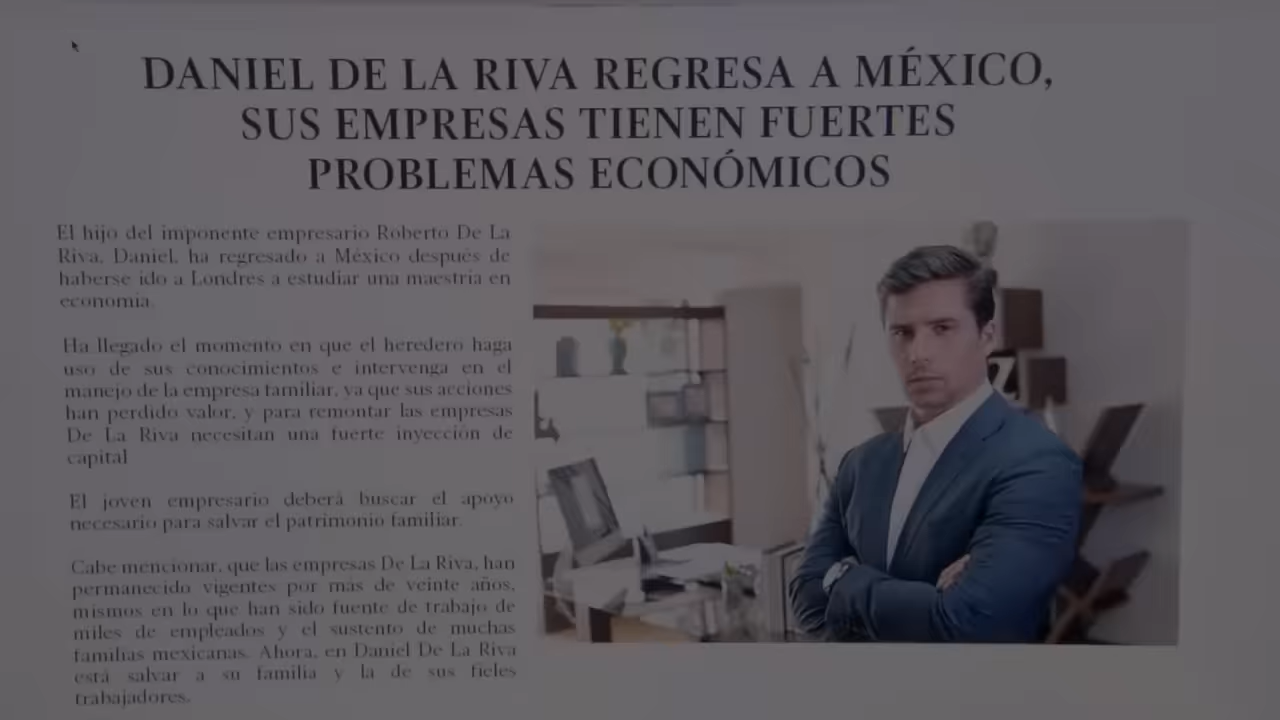 DANIEL DE LA RIVA REGRESA A MÉXICO,
SUS EMPRESAS TIENEN FUERTES
PROBLEMAS ECONÓMICOS
El hijo del imponente empresario Roberto De La
Riva, Daniel, ha regresado a México después de
haberse ido a Londres a estudiar una maestria en
economia.
Ha llegado el momento en que el heredero haga
uso de sus conocimientos e intervenga en el
manejo de la empresa familiar, ya que sus acciones
han perdido valor, y para remontar las empresas
De La Riva necesitan una fuerte inyección de
capital
El joven empresario deberá buscar el apoyo
necesario para salvar el patrimonio familiar.
Cabe mencionar, que las empresas De La Riva, han
permanecido vigentes por más de veinte años,
mismos en lo que han sido fuente de trabajo de
miles de empleados y el sustento de muchas
familias mexicanas. Ahora, en Daniel De La Riva
está salvar a su familia y la de sus fieles
trabajadores.